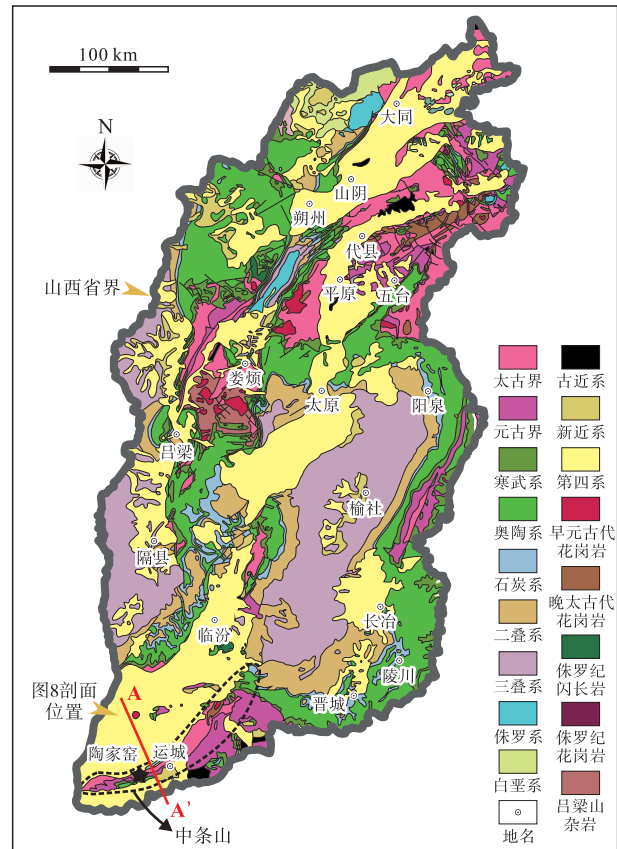 100 km
N
大同
山阴
朔州
代县
山西省界
平原
五台
娄烦
太原
阳泉
吕梁
榆社
隔县
长治
临汾
陵川
图8剖面
位置
A
晋城
陶家窑
运城
A'
中条山
太古界
古近系
元古界
新近系
寒武系
第四系
奥陶系
早元古代
花岗岩
石炭系
晚太古代
花岗岩
二叠系
侏罗纪
闪长岩
三叠系
侏罗系
侏罗纪
花岗岩
白垩系
吕梁山
杂岩
地名